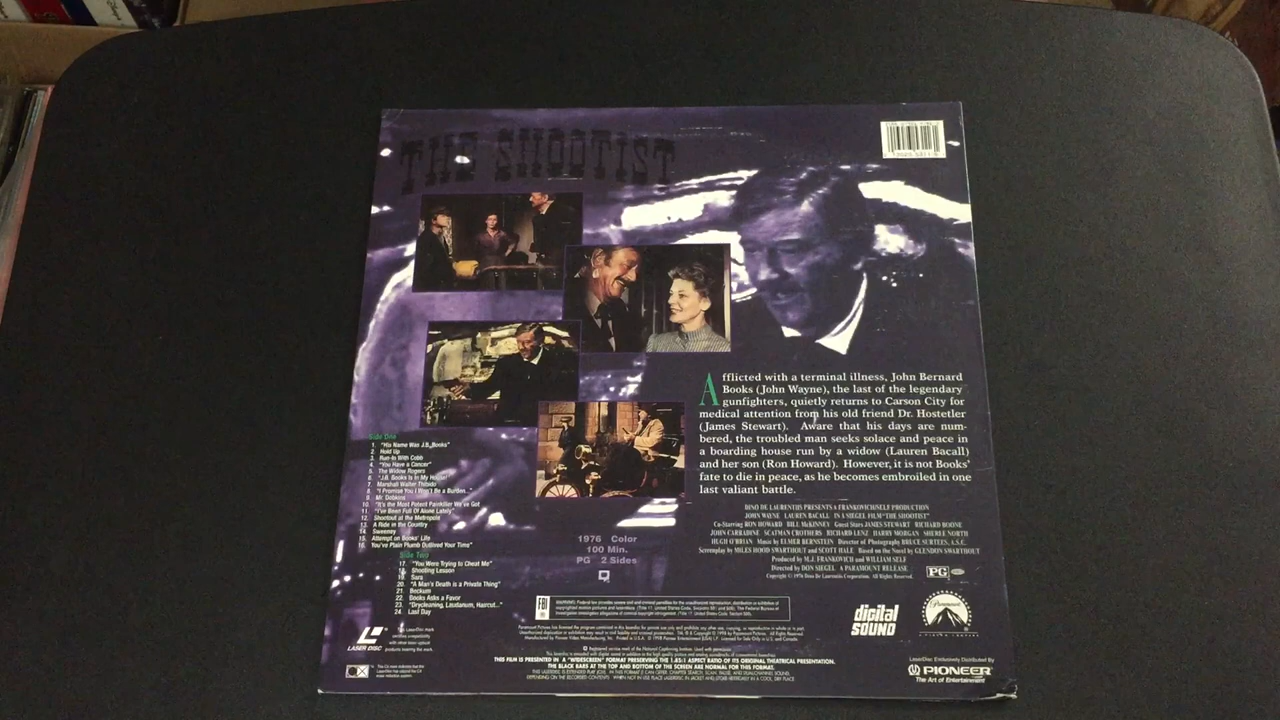 THE SHOOTIST
Afflicted with a terminal illness, John Bernard
Books (John Wayne), the last of the legendary
gunfighters, quietly returns to Carson City for
medical attention from his old friend Dr. Hostetler
(James Stewart). Aware that his days are num-
bered, the troubled man seeks solace and peace in
a boarding house run by a widow (Lauren Bacall)
and her son (Ron Howard). However, it is not Books'
fate to die in peace, as he becomes embroiled in one
last valiant battle.
Side One
1. "His Name Was J.B. Books"
2. Hold Up
3. Run-In With Cobb
4. "You Have a Cancer"
5. The Widow Rogers
6. "J.B. Books Is In My House!"
7. Marshall Walter Thibido
8. "I Promise You I Won't Be a Burden..."
9. Mr. Dobkins
10. "It's the Most Potent Painkiller We've Got
11. "I've Been Full Of Alone Lately"
12. Shootout at the Metropole
13. A Ride in the Country
14. Sweeney
15. Attempt on Books' Life
16. "You've Plain Plumb Outlived Your Time"
Side Two
17. "You Were Trying to Cheat Me"
18. Shooting Lesson
19. Sara
20. "A Man's Death is a Private Thing"
21. Beckum
22. Books Asks a Favor
23. "Drycleaning, Laudanum, Haircut..."
24. Last Day
1976 Color
100 Min.
PG 2 Sides
DINO DE LAURENTIIS PRESENTS A FRANKOVICH/SELF PRODUCTION
JOHN WAYNE LAUREN BACALL IN A SIEGEL FILM "THE SHOOTIST"
Co-Starring RON HOWARD BILL McKINNEY Guest Stars JAMES STEWART RICHARD BOONE
JOHN CARRADINE SCATMAN CROTHERS RICHARD LENZ HARRY MORGAN SHEREE NORTH
HUGH O'BRIAN Music by ELMER BERNSTEIN Director of Photography BRUCE SURTEES, A.S.C.
Screenplay by MILES HOOD SWARTHOUT and SCOTT HALE Based on the Novel by GLENDON SWARTHOUT
Produced by M.J. FRANKOVICH and WILLIAM SELF
Directed by DON SIEGEL A PARAMOUNT RELEASE
Copyright © 1976 Dino De Laurentiis Corporation. All Rights Reserved.
PG
FBI
digital
SOUND
Paramount
LASER DISC
THIS FILM IS PRESENTED IN A "WIDESCREEN" FORMAT PRESERVING THE 1.85:1 ASPECT RATIO OF ITS ORIGINAL THEATRICAL PRESENTATION.
THE BLACK BARS AT THE TOP AND BOTTOM OF THE SCREEN ARE NORMAL FOR THIS FORMAT.
LaserDisc Exclusively Distributed By
PIONEER
The Art of Entertainment